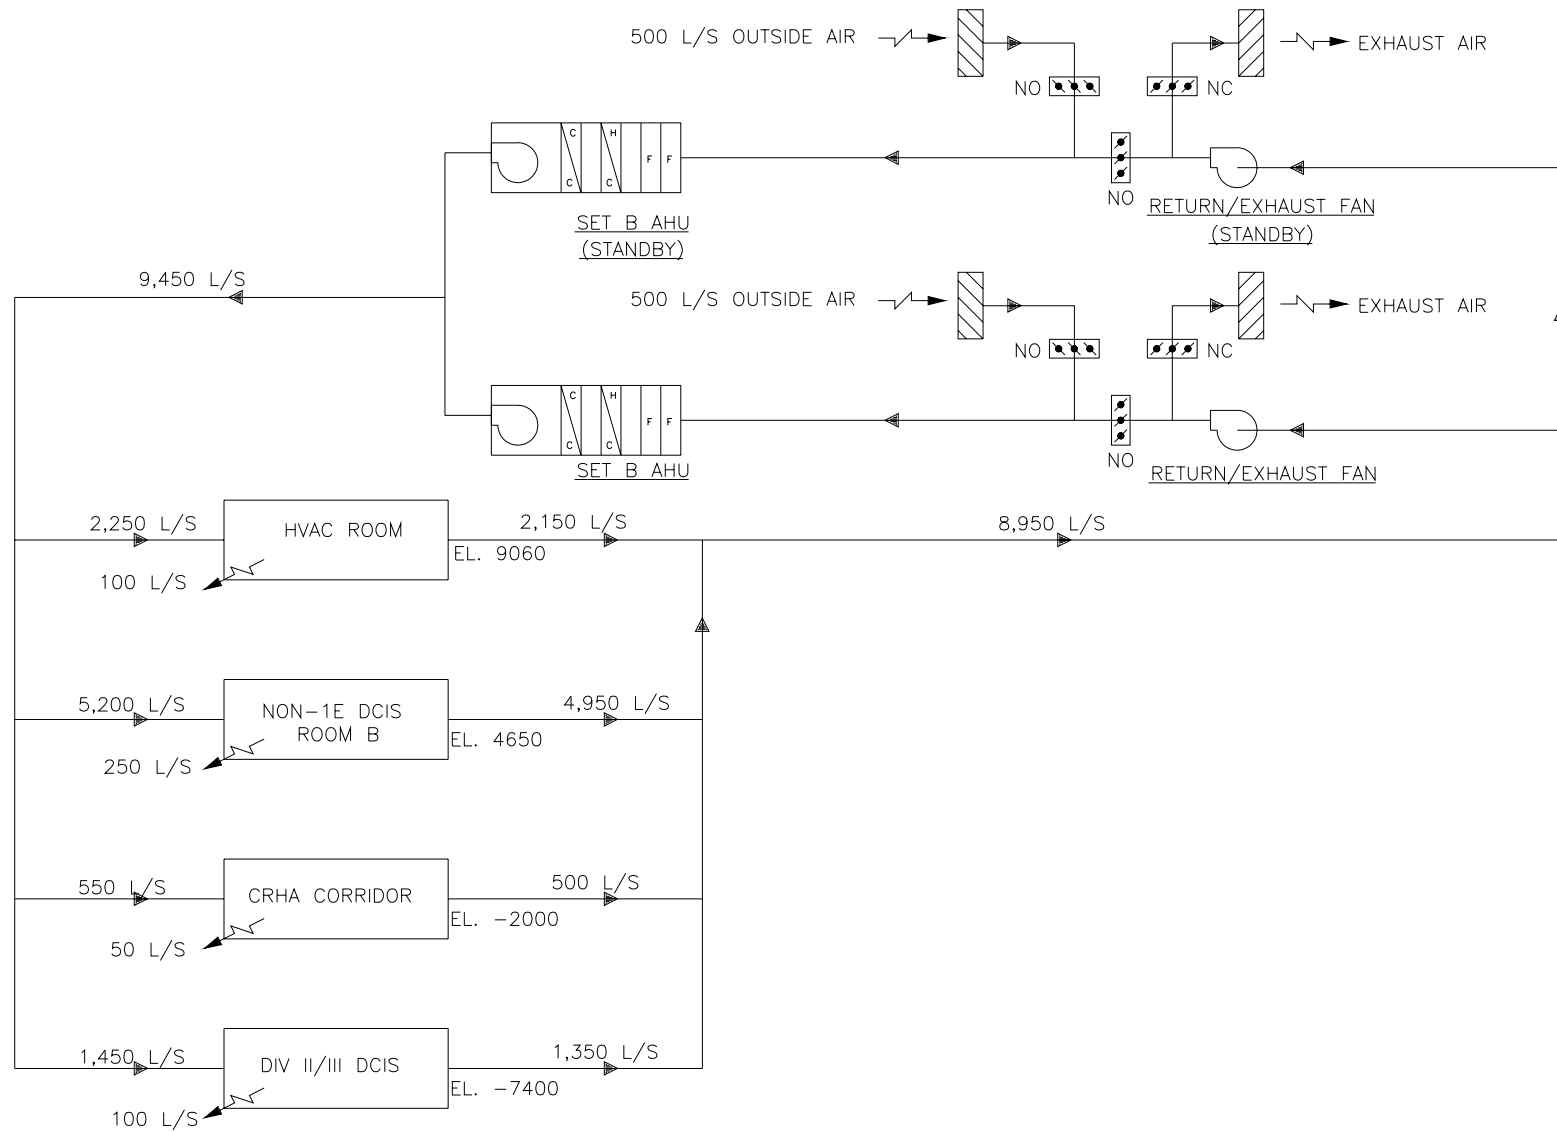 500 L/S OUTSIDE AIR
EXHAUST AIR
NO
NC
C
H
F F
C
C
NO
SET B AHU
(STANDBY)
RETURN/EXHAUST FAN
(STANDBY)
9,450 L/S
500 L/S OUTSIDE AIR
EXHAUST AIR
NO
NC
C
H
F F
C
C
NO
SET B AHU
RETURN/EXHAUST FAN
2,250 L/S
HVAC ROOM
2,150 L/S
8,950 L/S
EL. 9060
100 L/S
5,200 L/S
NON-1E DCIS
ROOM B
4,950 L/S
EL. 4650
250 L/S
550 L/S
CRHA CORRIDOR
500 L/S
EL. -2000
50 L/S
1,450 L/S
DIV II/III DCIS
1,350 L/S
EL. -7400
100 L/S